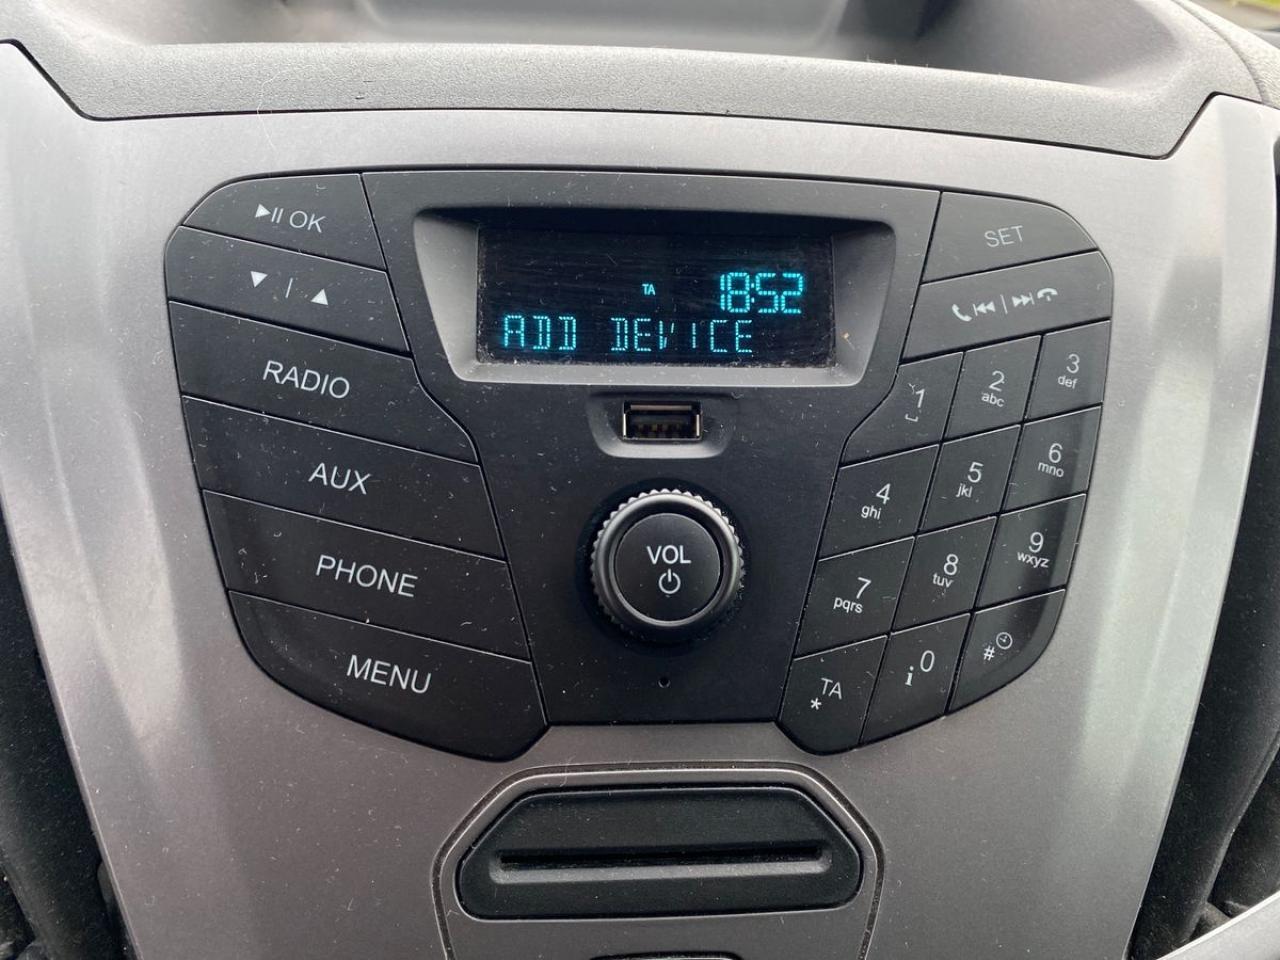 OK
RADIO
AUX
PHONE
MENU
TA 18:52
ADD DEVICE
VOL
SET
1
2 abc
3 def
4 ghi
5 jkl
6 mno
7 pqrs
8 tuv
9 wxyz
TA *
i 0
#